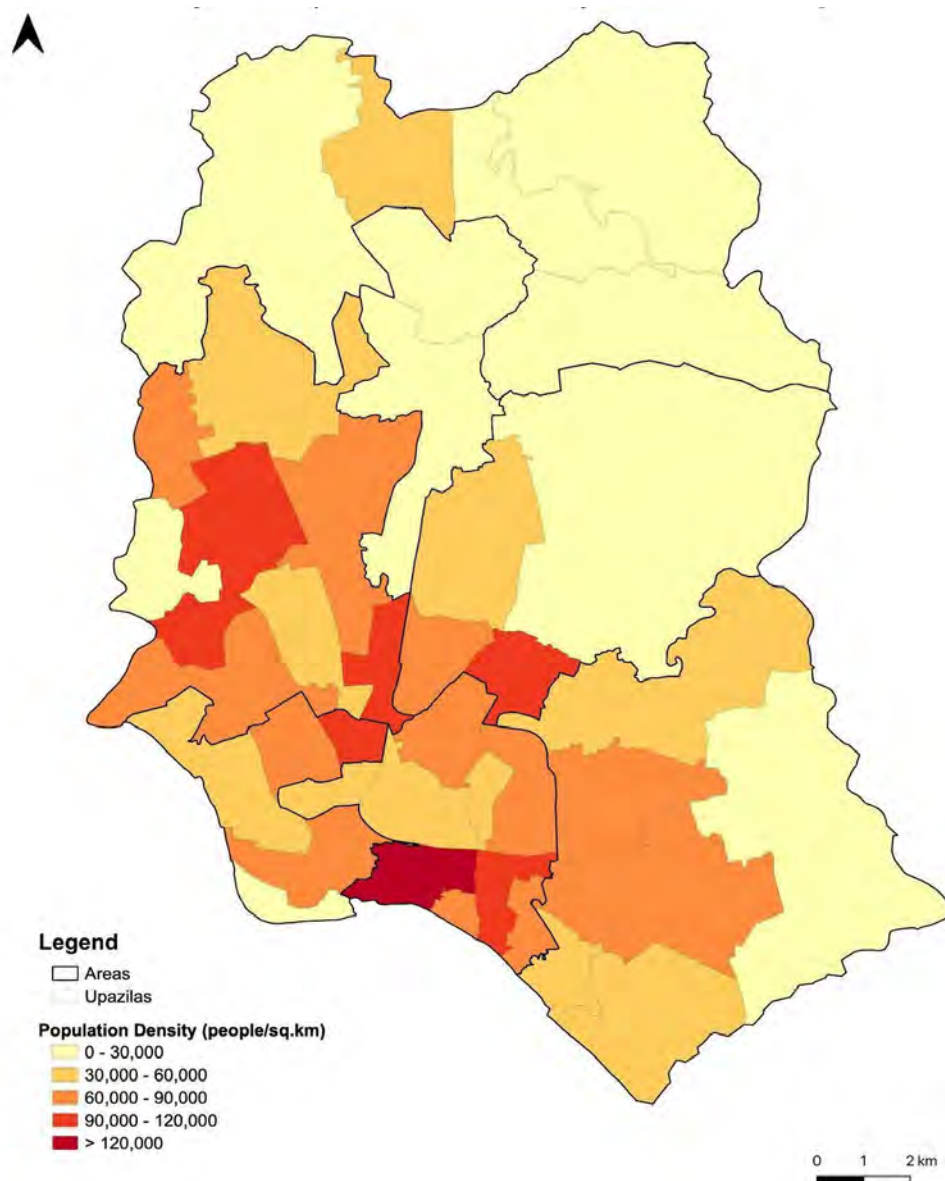 Legend
Areas
Upazilas
Population Density (people/sq.km)
0 - 30,000
30,000 - 60,000
60,000 - 90,000
90,000 - 120,000
> 120,000
0 1 2 km